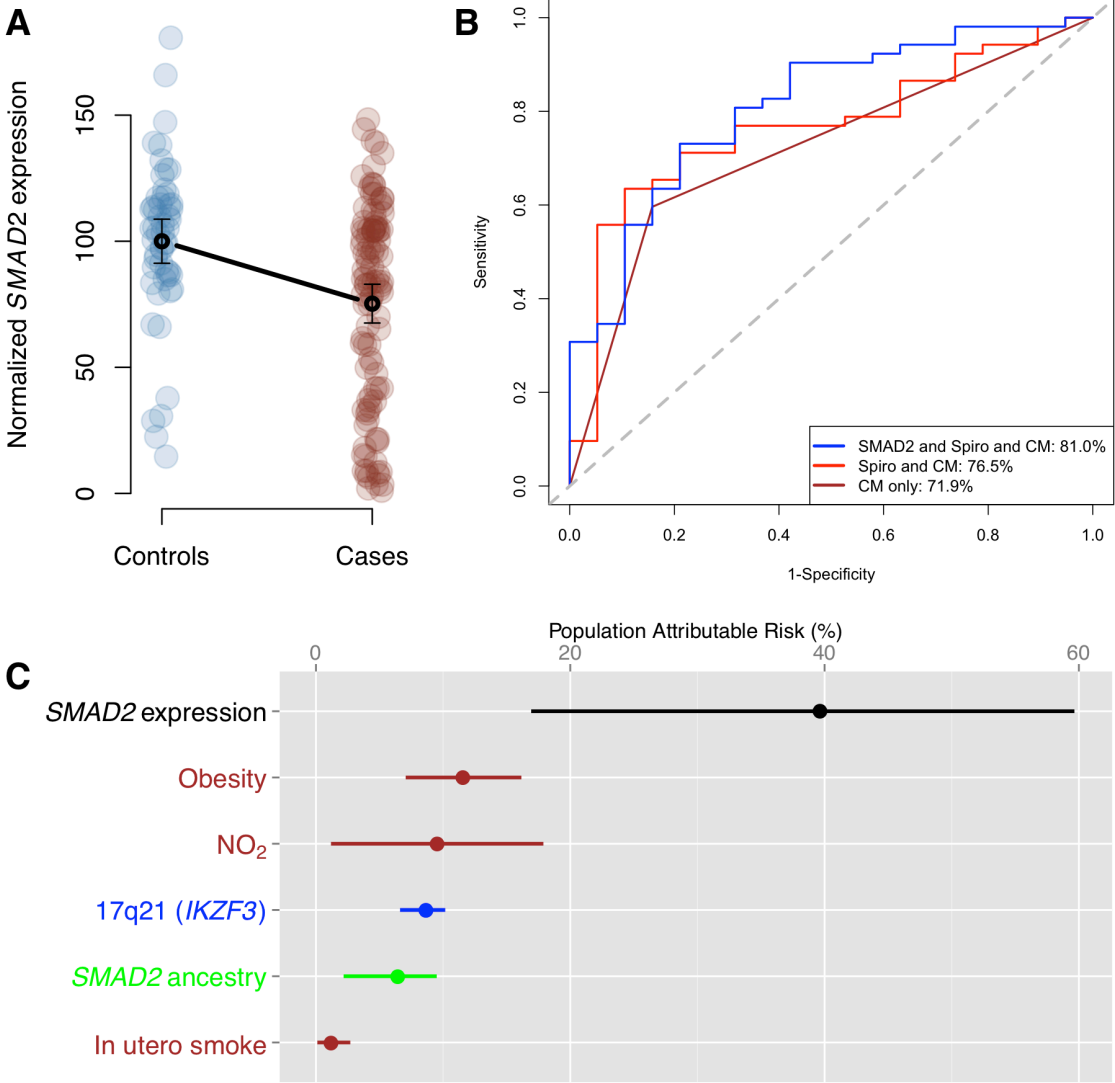 A
Normalized SMAD2 expression
150
100
50
0
Controls
Cases
B
Sensitivity
1.0
0.8
0.6
0.4
0.2
0.0
SMAD2 and Spiro and CM: 81.0%
Spiro and CM: 76.5%
CM only: 71.9%
0.0 0.2 0.4 0.6 0.8 1.0
1-Specificity
C
Population Attributable Risk (%)
0 20 40 60
SMAD2 expression
Obesity
NO₂
17q21 (IKZF3)
SMAD2 ancestry
In utero smoke